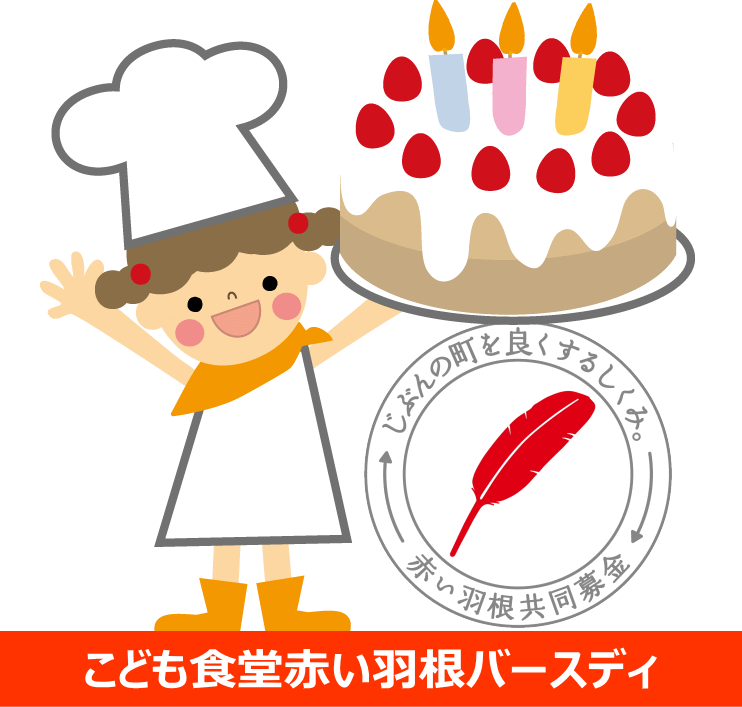 じぶんの町を良くするしくみ。
赤い羽根共同募金
こども食堂赤い羽根バースディ